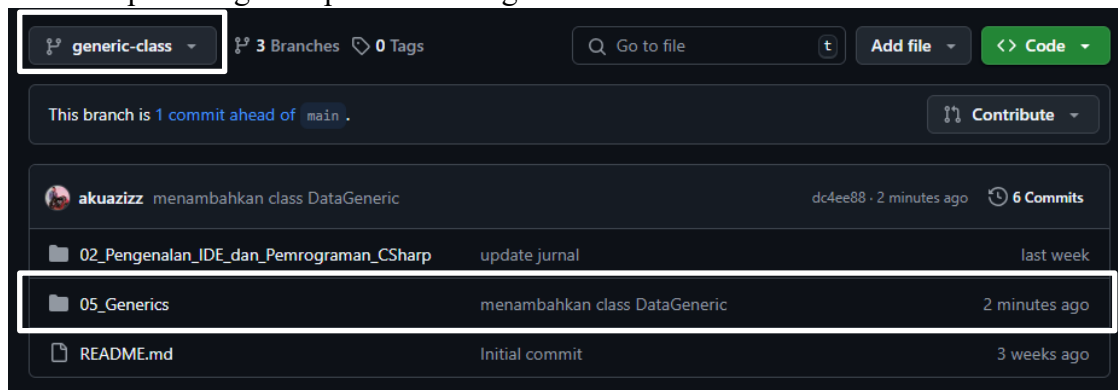 generic-class 3 Branches 0 Tags Go to file t Add file <> Code
This branch is 1 commit ahead of main .
Contribute
akuazizz menambahkan class DataGeneric dc4ee88 · 2 minutes ago 6 Commits
02_Pengenalan_IDE_dan_Pemrograman_CSharp update jurnal last week
05_Generics menambahkan class DataGeneric 2 minutes ago
README.md Initial commit 3 weeks ago